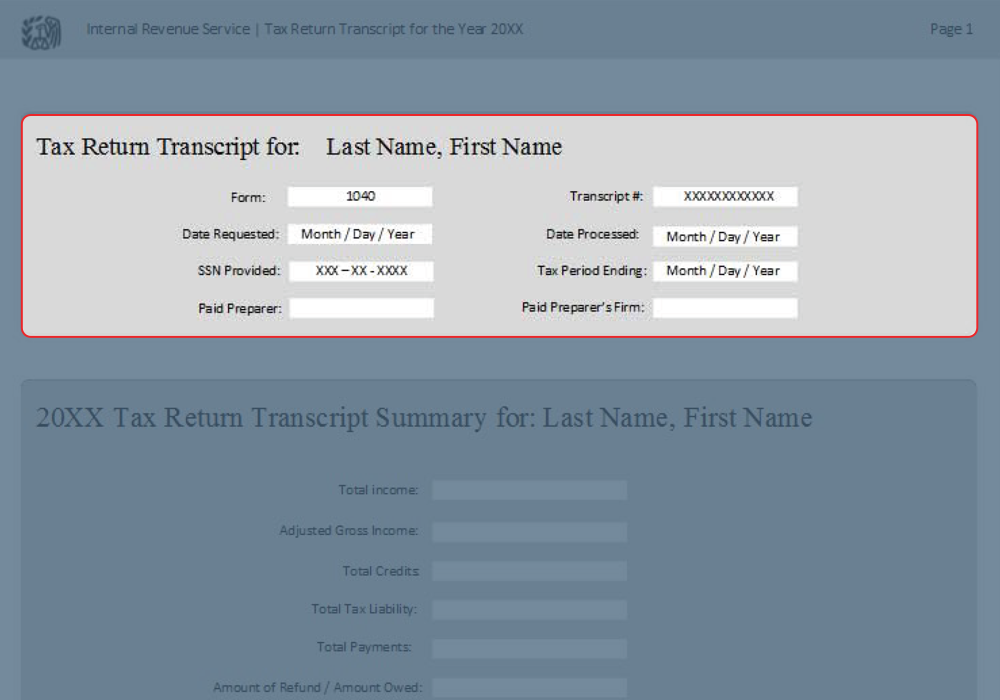 Internal Revenue Service | Tax Return Transcript for the Year 20XX Page 1
Tax Return Transcript for: Last Name, First Name
Form: 1040 Transcript #: XXXXXXXXXXXX
Date Requested: Month / Day / Year Date Processed: Month / Day / Year
SSN Provided: XXX – XX - XXXX Tax Period Ending: Month / Day / Year
Paid Preparer: Paid Preparer's Firm:
20XX Tax Return Transcript Summary for: Last Name, First Name
Total income:
Adjusted Gross Income:
Total Credits:
Total Tax Liability:
Total Payments:
Amount of Refund / Amount Owed: